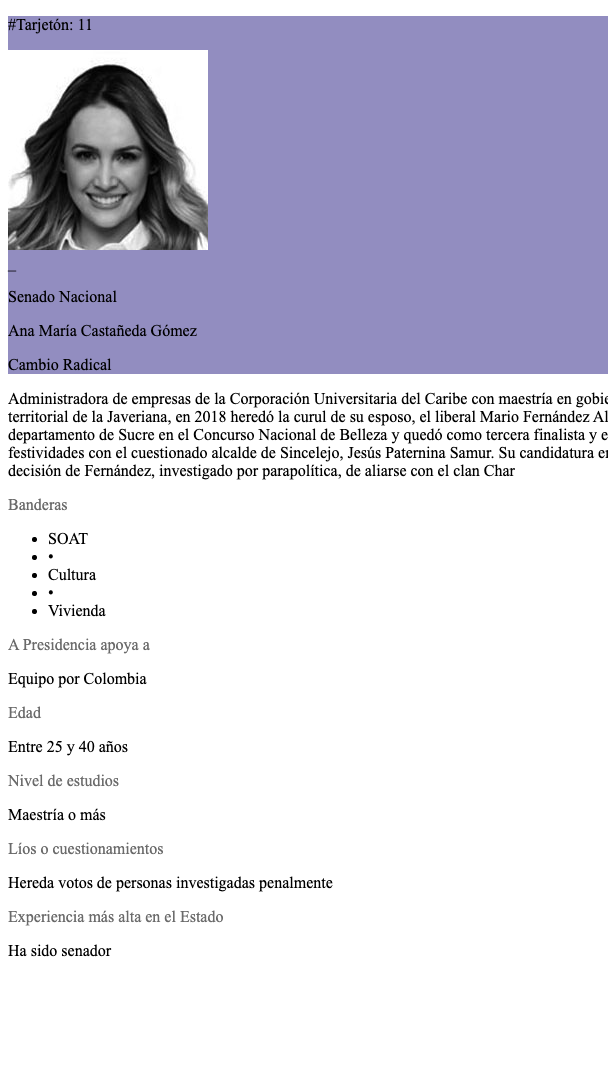 #Tarjetón: 11
_
Senado Nacional
Ana María Castañeda Gómez
Cambio Radical
Administradora de empresas de la Corporación Universitaria del Caribe con maestría en
territorial de la Javeriana, en 2018 heredó la curul de su esposo, el liberal Mario Fernández
departamento de Sucre en el Concurso Nacional de Belleza y quedó como tercera finalista y
festividades con el cuestionado alcalde de Sincelejo, Jesús Paternina Samur. Su candidatura
decisión de Fernández, investigado por parapolítica, de aliarse con el clan Char
Banderas
• SOAT
• •
• Cultura
• •
• Vivienda
A Presidencia apoya a
Equipo por Colombia
Edad
Entre 25 y 40 años
Nivel de estudios
Maestría o más
Líos o cuestionamientos
Hereda votos de personas investigadas penalmente
Experiencia más alta en el Estado
Ha sido senador